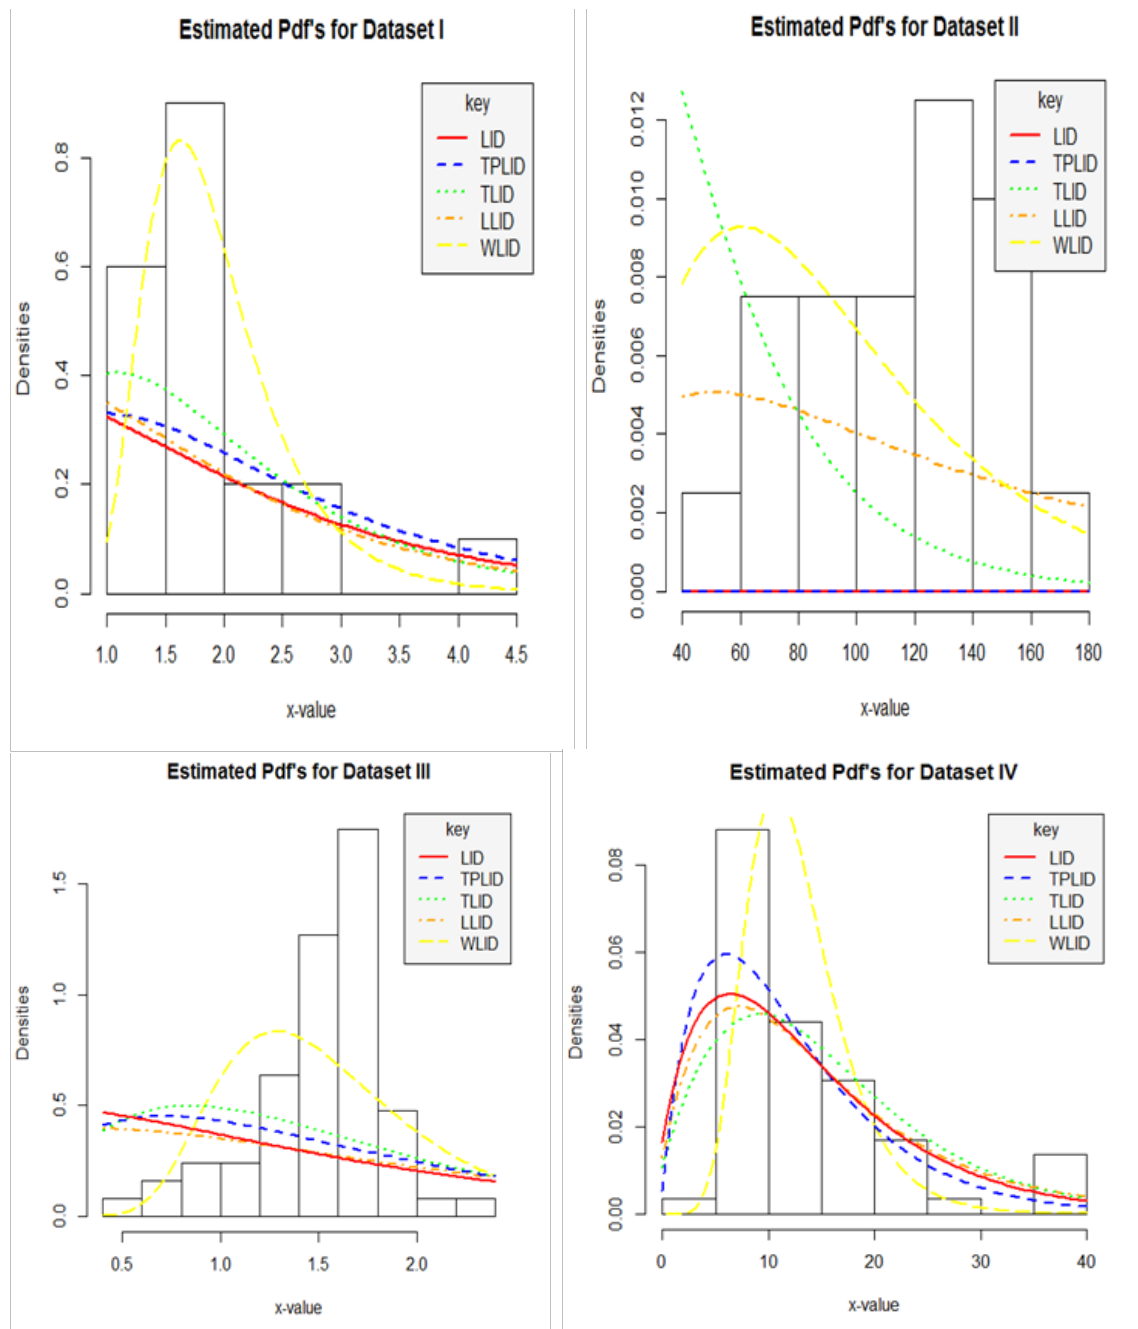 Estimated Pdf's for Dataset I
key
LID
TPLID
TLID
LLID
WLID
Densities
0.0
0.2
0.4
0.6
0.8
1.0 1.5 2.0 2.5 3.0 3.5 4.0 4.5
x-value
Estimated Pdf's for Dataset II
key
LID
TPLID
TLID
LLID
WLID
Densities
0.000
0.002
0.004
0.006
0.008
0.010
0.012
40 60 80 100 120 140 160 180
x-value
Estimated Pdf's for Dataset III
key
LID
TPLID
TLID
LLID
WLID
Densities
0.0
0.5
1.0
1.5
0.5 1.0 1.5 2.0
x-value
Estimated Pdf's for Dataset IV
key
LID
TPLID
TLID
LLID
WLID
Densities
0.00
0.02
0.04
0.06
0.08
0 10 20 30 40
x-value